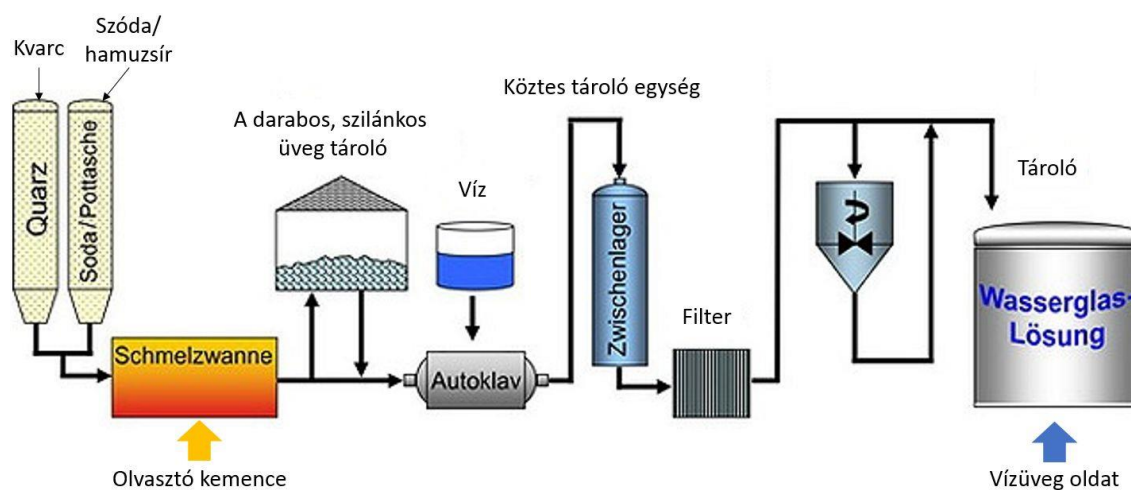 Szóda/
hamuzsír
Kvarc
Köztes tároló egység
A darabos, szilánkos
üveg tároló
Víz
Tároló
Quarz
Soda/Pottasche
Zwischenlager
Filter
Wasserglas-
Lösung
Schmelzwanne
Autoklav
Olvasztó kemence
Vízüveg oldat